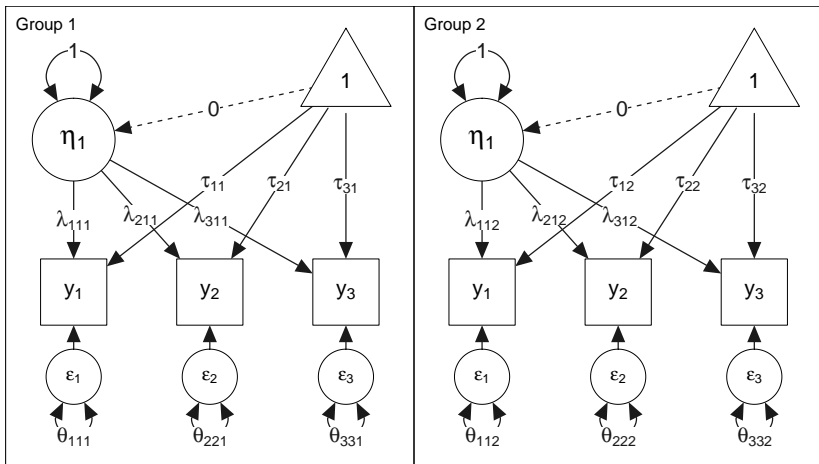 Group 1
1
1
0
η1
τ11
τ21
τ31
λ111
λ211
λ311
y1
y2
y3
ε1
ε2
ε3
θ111
θ221
θ331
Group 2
1
1
0
η1
τ12
τ22
τ32
λ112
λ212
λ312
y1
y2
y3
ε1
ε2
ε3
θ112
θ222
θ332